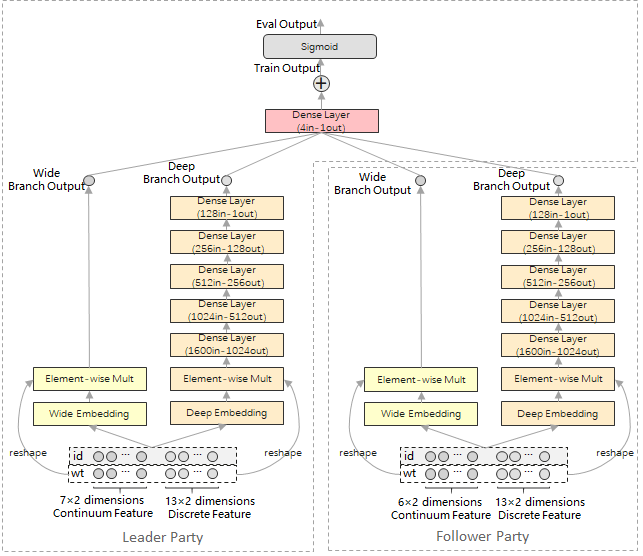 Eval Output
Sigmoid
Train Output
+
Dense Layer
(4in-1out)
Wide
Branch Output
Deep
Branch Output
Dense Layer
(128in-1out)
Dense Layer
(256in-128out)
Dense Layer
(512in-256out)
Dense Layer
(1024in-512out)
Dense Layer
(1600in-1024out)
Element-wise Mult
Element-wise Mult
Wide Embedding
Deep Embedding
reshape
reshape
id ... ...
wt ... ...
7×2 dimensions
Continuum Feature
13×2 dimensions
Discrete Feature
Leader Party
Wide
Branch Output
Deep
Branch Output
Dense Layer
(128in-1out)
Dense Layer
(256in-128out)
Dense Layer
(512in-256out)
Dense Layer
(1024in-512out)
Dense Layer
(1600in-1024out)
Element-wise Mult
Element-wise Mult
Wide Embedding
Deep Embedding
reshape
reshape
id ... ...
wt ... ...
6×2 dimensions
Continuum Feature
13×2 dimensions
Discrete Feature
Follower Party